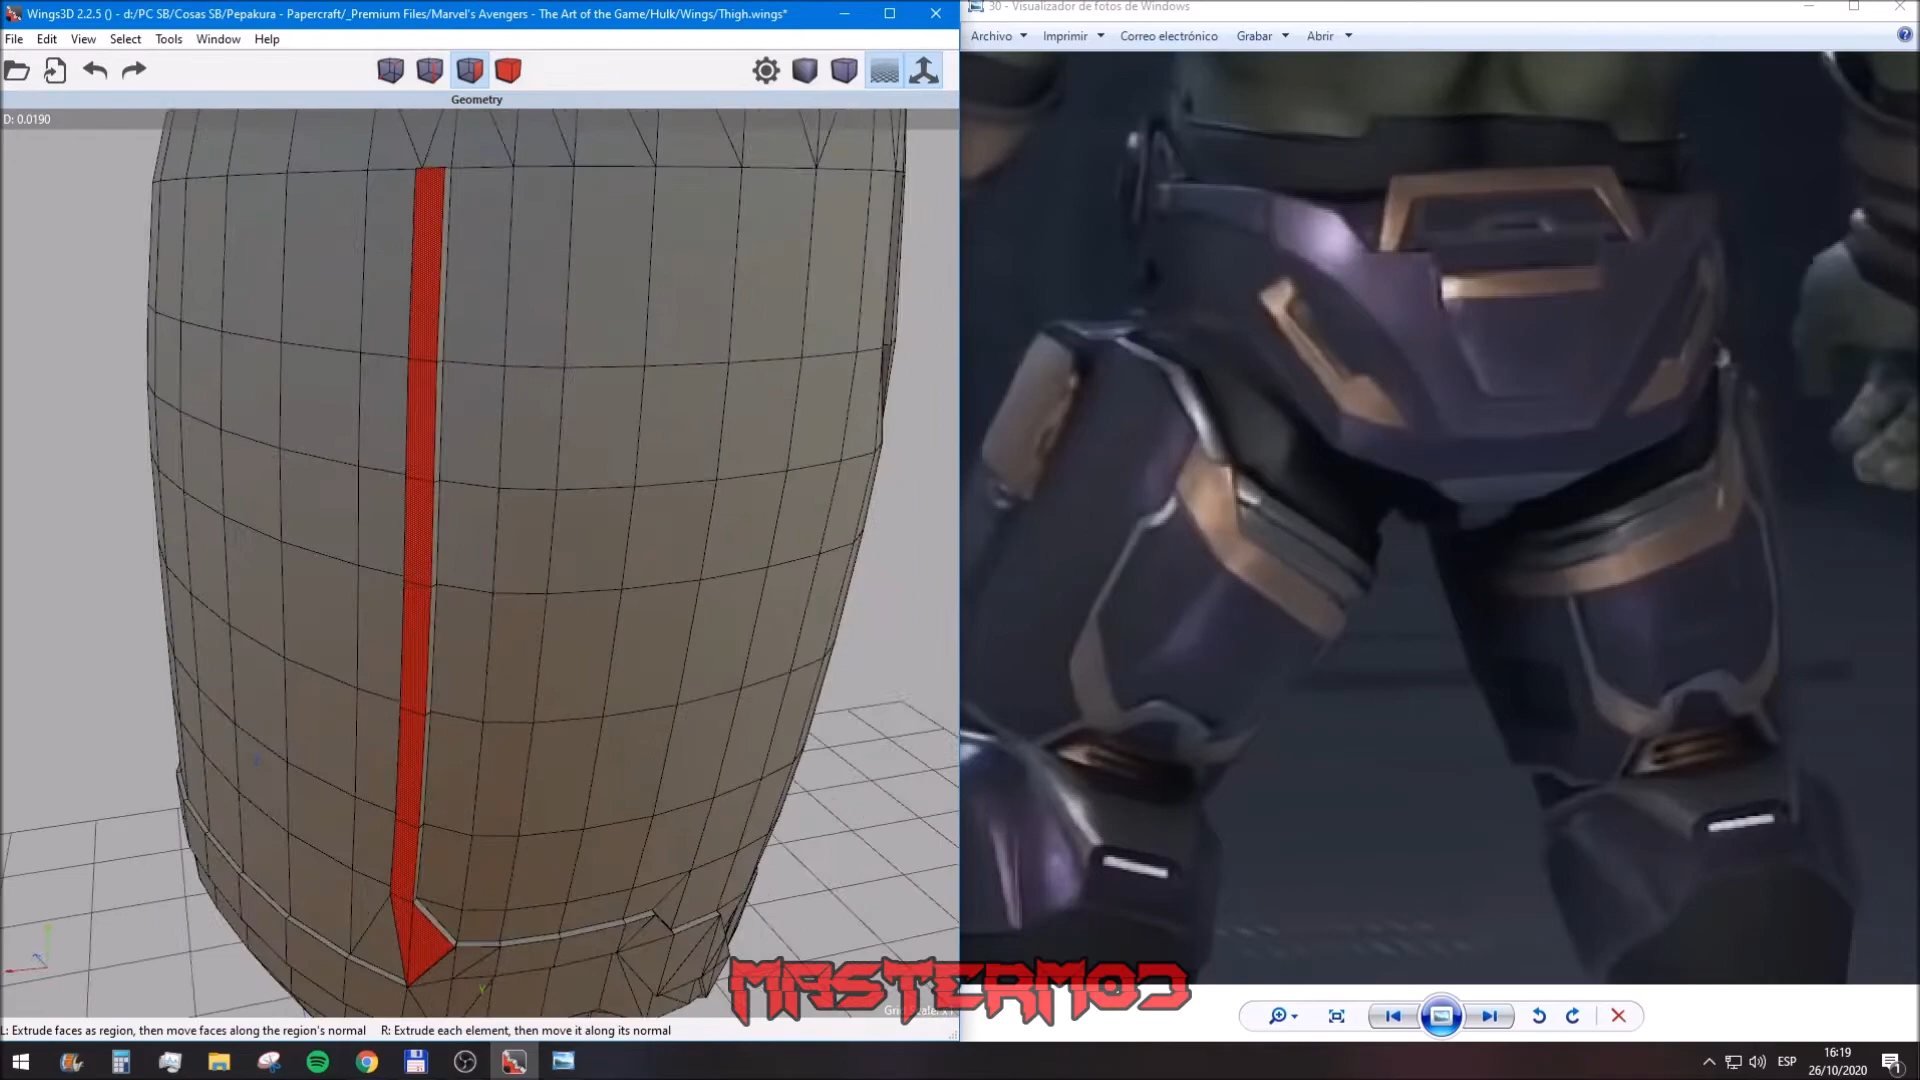 Wings3D 2.2.5 () - d:/PC SB/Cosas SB/Pepakura - Papercraft/_Premium Files/Marvel's Avengers - The Art of the Game/Hulk/Wings/Thigh.wings*
File Edit View Select Tools Window Help
Geometry
D: 0.0190
L: Extrude faces as region, then move faces along the region's normal R: Extrude each element, then move it along its normal
30 - Visualizador de fotos de Windows
Archivo Imprimir Correo electrónico Grabar Abrir
MASTERMOD
ESP
16:19
26/10/2020
1